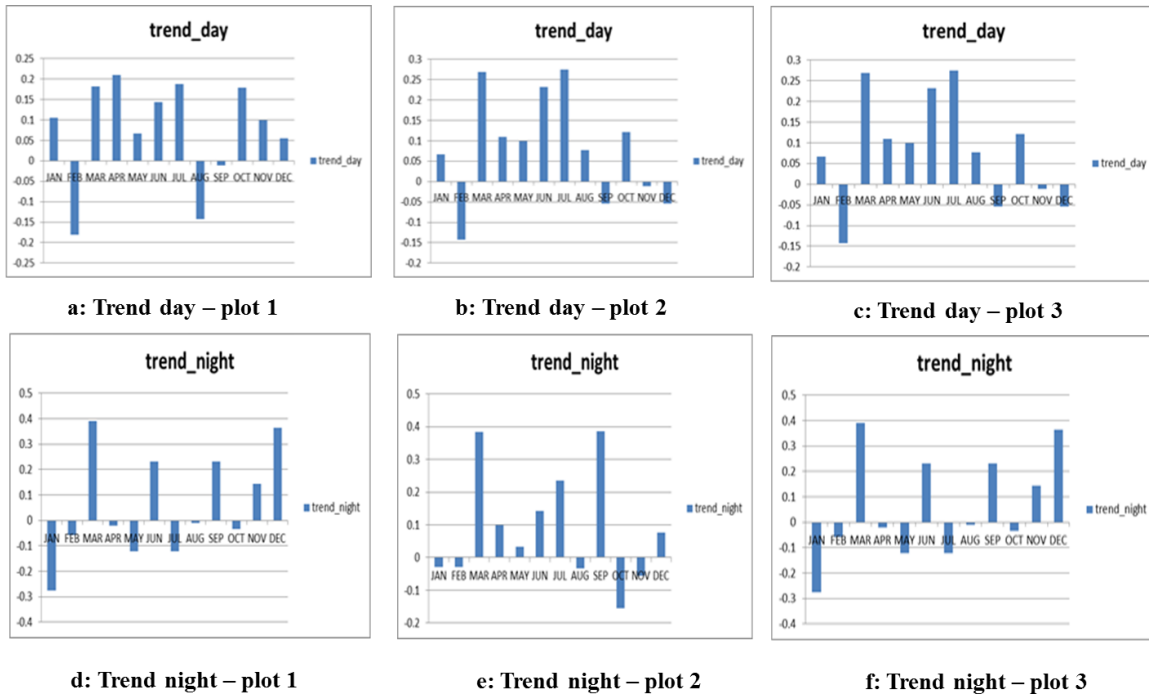 trend_day
0.25
0.2
0.15
0.1
0.05
0
-0.05
-0.1
-0.15
-0.2
-0.25
JAN FEB MAR APR MAY JUN JUL AUG SEP OCT NOV DEC
trend_day
a: Trend day – plot 1
trend_day
0.3
0.25
0.2
0.15
0.1
0.05
0
-0.05
-0.1
-0.15
-0.2
JAN FEB MAR APR MAY JUN JUL AUG SEP OCT NOV DEC
trend_day
b: Trend day – plot 2
trend_day
0.3
0.25
0.2
0.15
0.1
0.05
0
-0.05
-0.1
-0.15
-0.2
JAN FEB MAR APR MAY JUN JUL AUG SEP OCT NOV DEC
trend_day
c: Trend day – plot 3
trend_night
0.5
0.4
0.3
0.2
0.1
0
-0.1
-0.2
-0.3
-0.4
JAN FEB MAR APR MAY JUN JUL AUG SEP OCT NOV DEC
trend_night
d: Trend night – plot 1
trend_night
0.5
0.4
0.3
0.2
0.1
0
-0.1
-0.2
JAN FEB MAR APR MAY JUN JUL AUG SEP OCT NOV DEC
trend_night
e: Trend night – plot 2
trend_night
0.5
0.4
0.3
0.2
0.1
0
-0.1
-0.2
-0.3
-0.4
JAN FEB MAR APR MAY JUN JUL AUG SEP OCT NOV DEC
trend_night
f: Trend night – plot 3